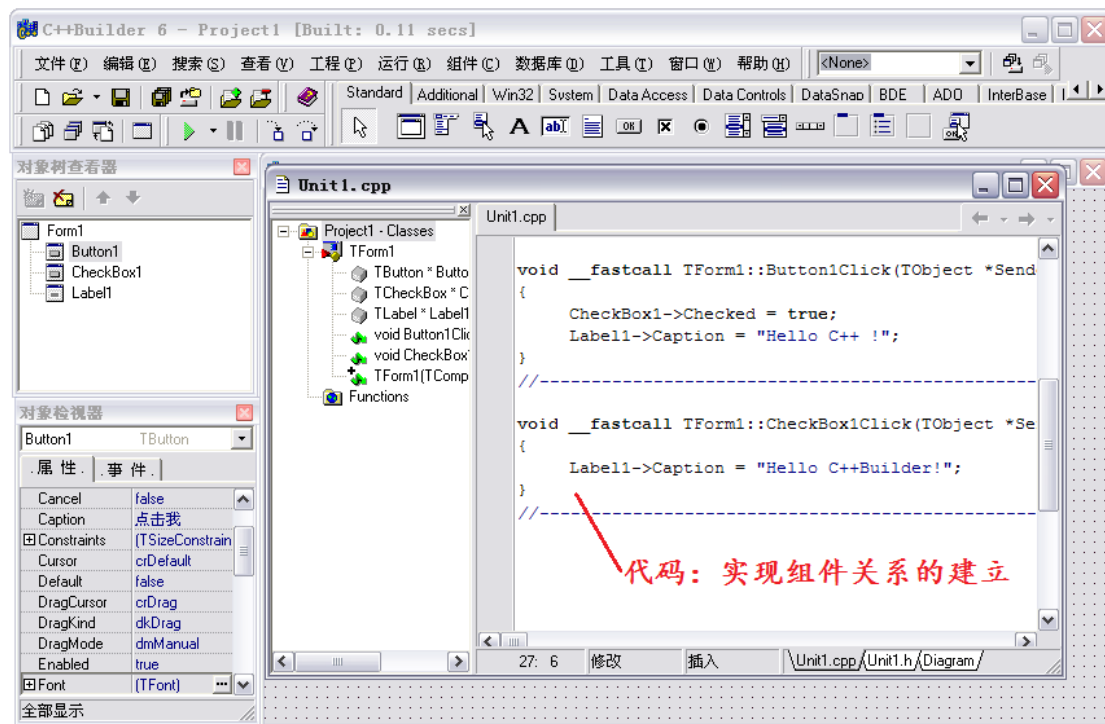 C++Builder 6 - Project1 [Built: 0.11 secs]
文件(F) 编辑(E) 搜索(S) 查看(V) 工程(P) 运行(R) 组件(C) 数据库(D) 工具(T) 窗口(W) 帮助(H) <None>
Standard Additional Win32 System Data Access Data Controls DataSnap BDE ADO InterBase
对象树查看器
Form1
Button1
CheckBox1
Label1
对象检视器
Button1 TButton
属 性 事 件
Cancel false
Caption 点击我
Constraints (TSizeConstrain
Cursor crDefault
Default false
DragCursor crDrag
DragKind dkDrag
DragMode dmManual
Enabled true
Font (TFont) ...
全部显示
Unit1.cpp
Project1 - Classes
TForm1
TButton * Butto
TCheckBox * C
TLabel * Label1
void Button1Clic
void CheckBox
TForm1(TComp
Functions
Unit1.cpp
void __fastcall TForm1::Button1Click(TObject *Send
{
CheckBox1->Checked = true;
Label1->Caption = "Hello C++ !";
}
//------------------------------------------------
void __fastcall TForm1::CheckBox1Click(TObject *Se
{
Label1->Caption = "Hello C++Builder!";
}
//------------------------------------------------
代码：实现组件关系的建立
27: 6 修改 插入 \Unit1.cpp/Unit1.h/Diagram/